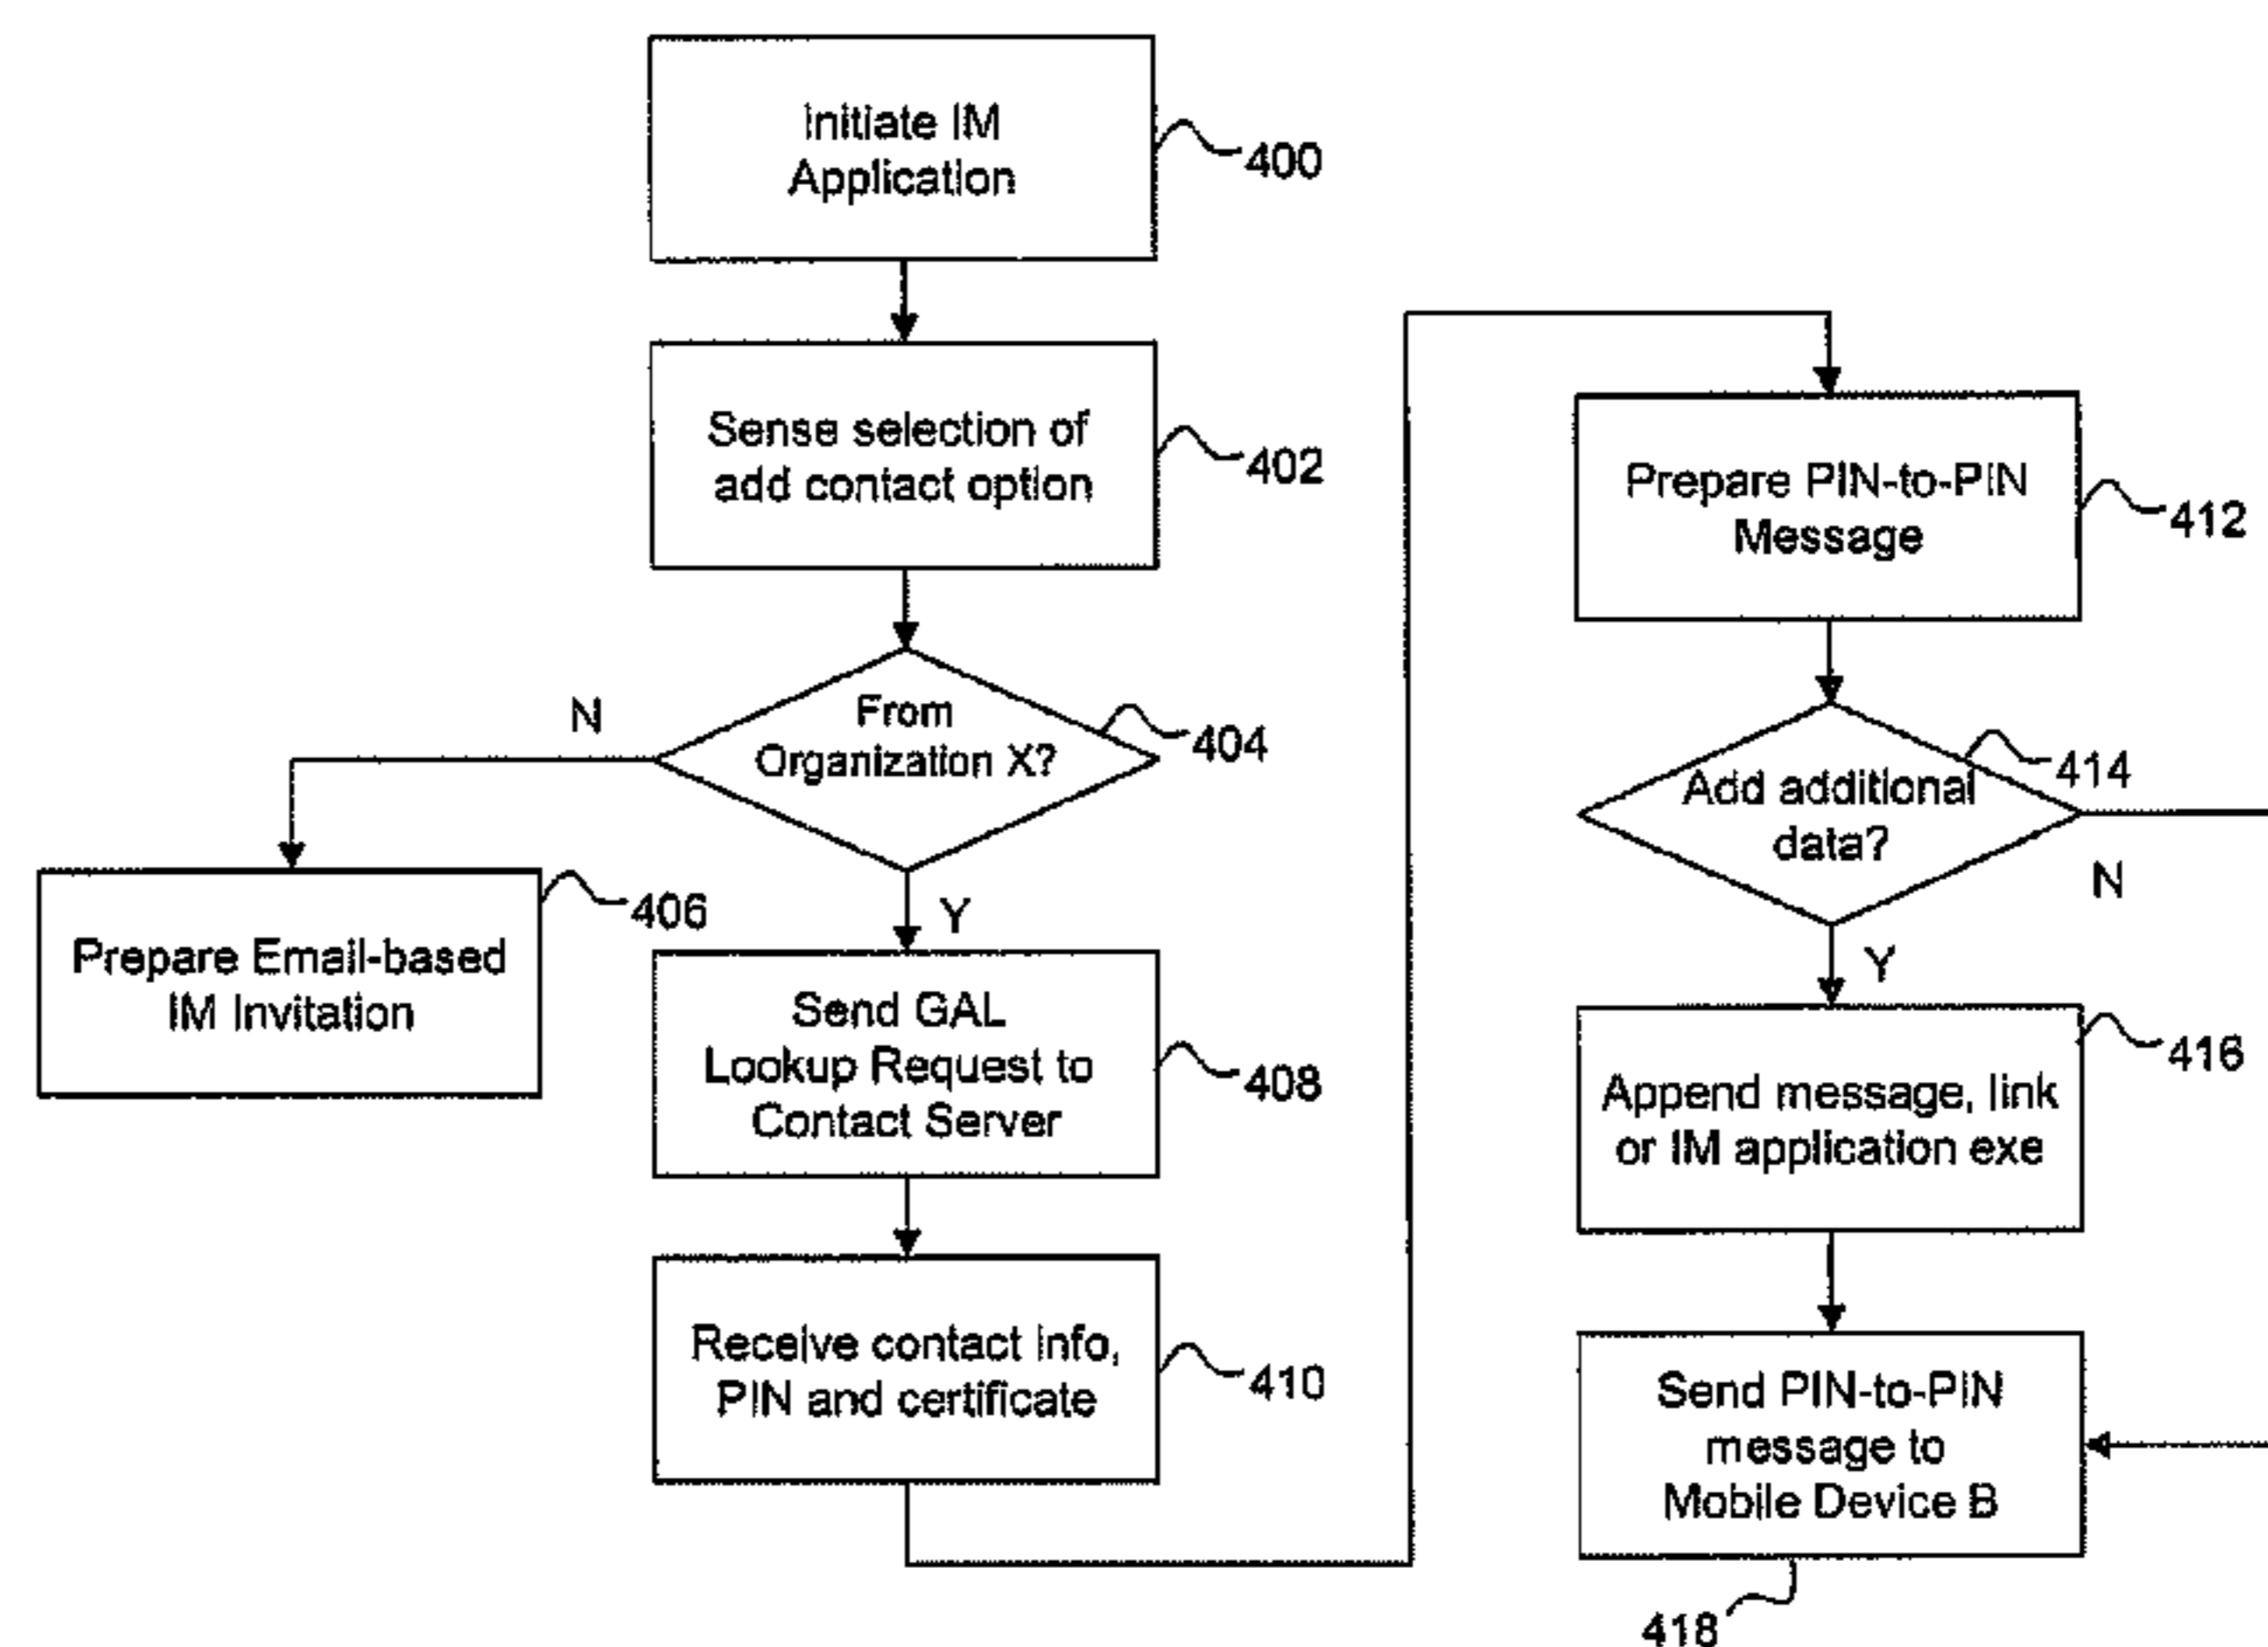 Initiate IM
Application
400
Sense selection of
add contact option
402
From
Organization X?
404
N
Prepare Email-based
IM Invitation
406
Y
Send GAL
Lookup Request to
Contact Server
408
Receive contact info,
PIN and certificate
410
Prepare PIN-to-PIN
Message
412
Add additional
data?
414
N
Y
Append message, link
or IM application exe
416
Send PIN-to-PIN
message to
Mobile Device B
418